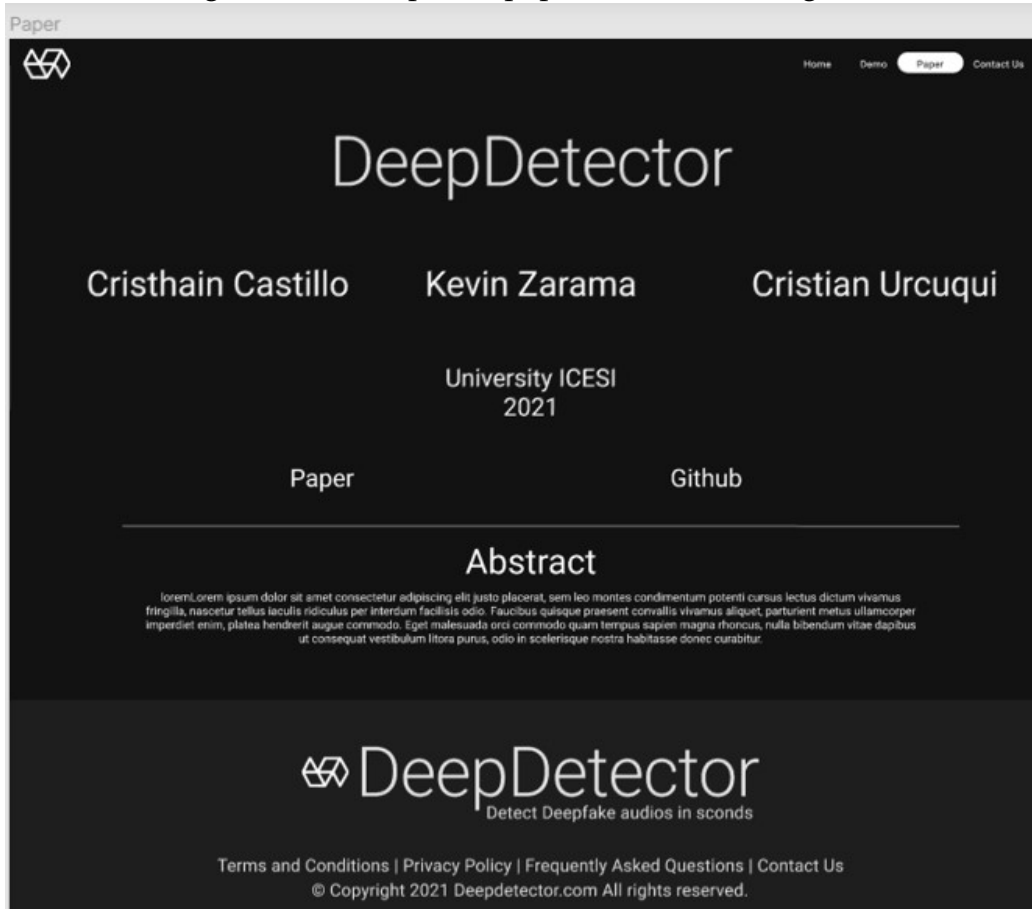 Paper
Home Demo Paper Contact Us
DeepDetector
Cristhain Castillo Kevin Zarama Cristian Urcuqui
University ICESI
2021
Paper Github
Abstract
loremLorem ipsum dolor sit amet consectetur adipiscing elit justo placerat, sem leo montes condimentum potenti cursus lectus dictum vivamus
fringilla, nascetur tellus iaculis ridiculus per interdum facilisis odio. Faucibus quisque praesent convallis vivamus aliquet, parturient metus ullamcorper
imperdiet enim, platea hendrerit augue commodo. Eget malesuada orci commodo quam tempus sapien magna rhoncus, nulla bibendum vitae dapibus
ut consequat vestibulum litora purus, odio in scelerisque nostra habitasse donec curabitur.
DeepDetector
Detect Deepfake audios in sconds
Terms and Conditions | Privacy Policy | Frequently Asked Questions | Contact Us
© Copyright 2021 Deepdetector.com All rights reserved.